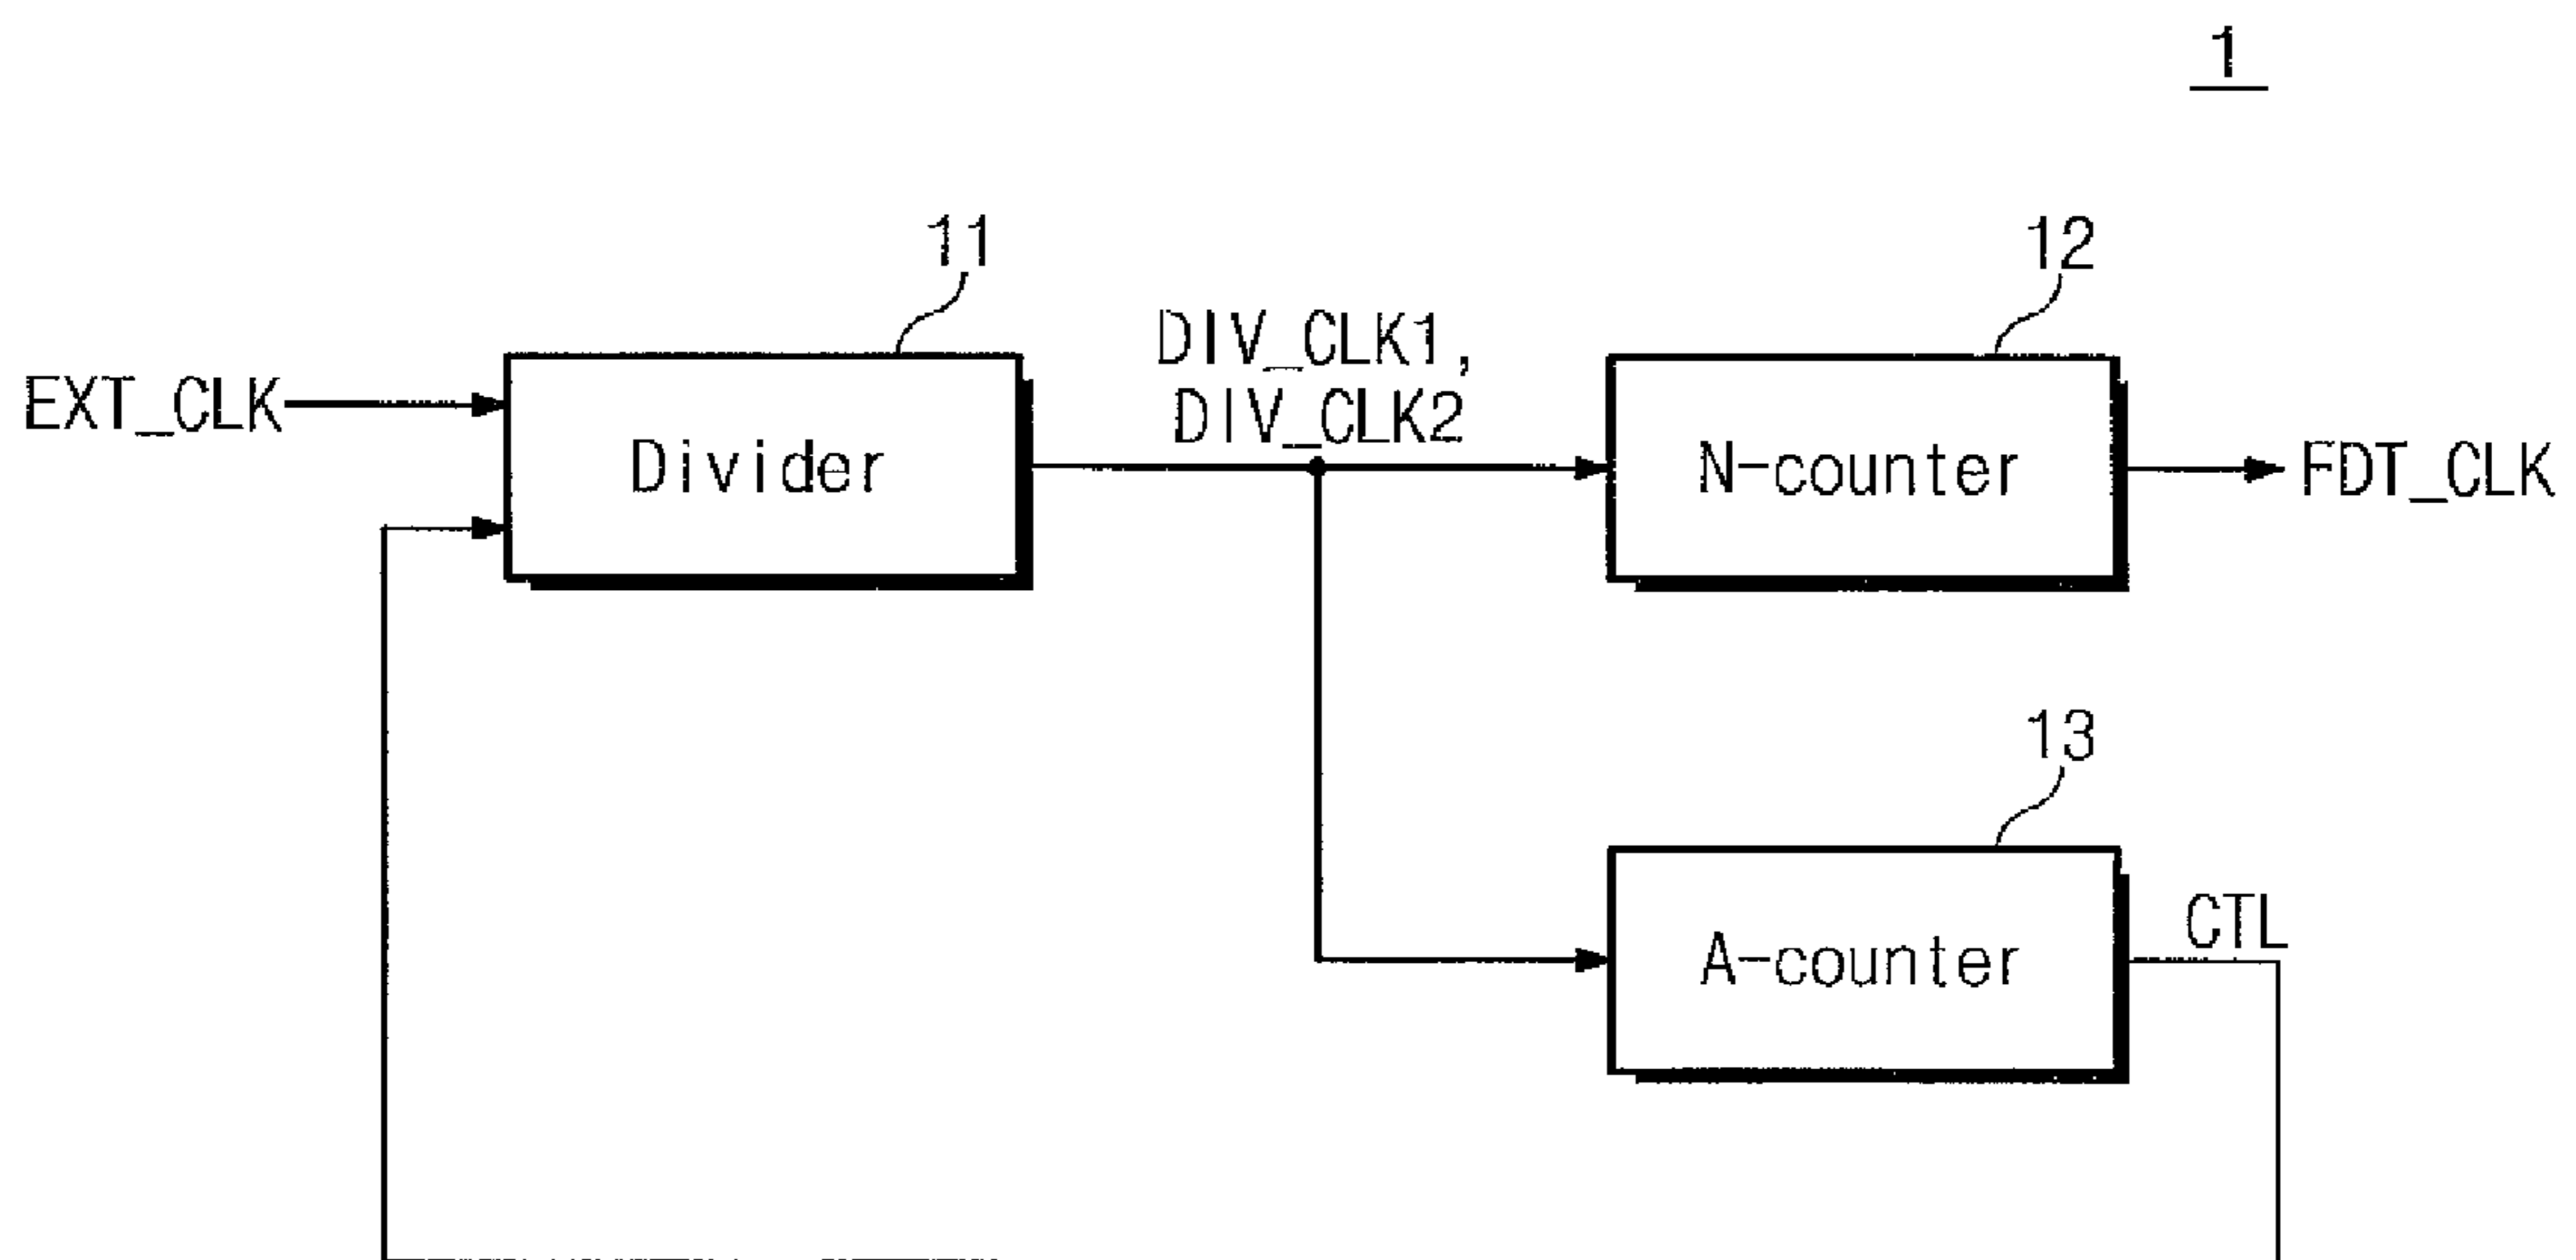 1
11
12
DIV_CLK1,
DIV_CLK2
EXT_CLK
Divider
N-counter
FDT_CLK
13
CTL
A-counter